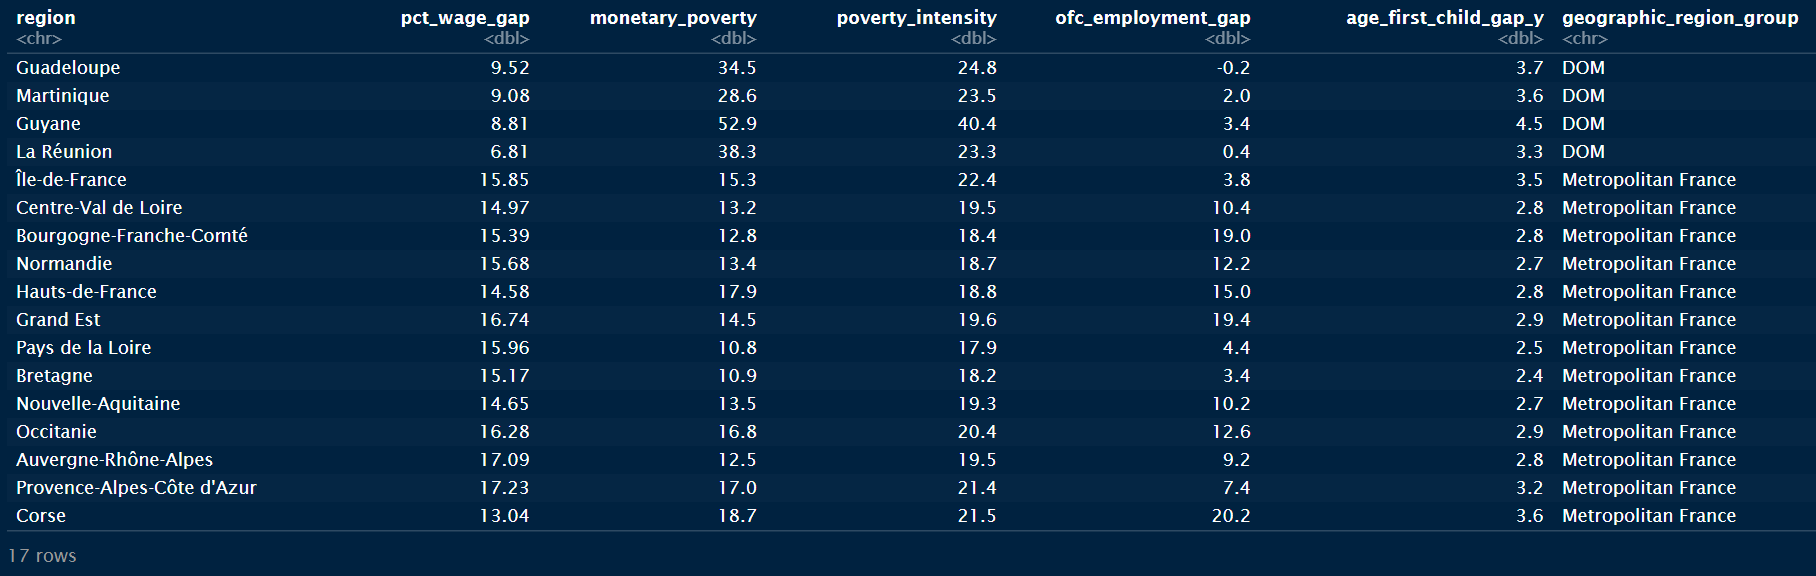 region pct_wage_gap monetary_poverty poverty_intensity ofc_employment_gap age_first_child_gap_y geographic_region_group
<chr> <dbl> <dbl> <dbl> <dbl> <dbl> <chr>
Guadeloupe 9.52 34.5 24.8 -0.2 3.7 DOM
Martinique 9.08 28.6 23.5 2.0 3.6 DOM
Guyane 8.81 52.9 40.4 3.4 4.5 DOM
La Réunion 6.81 38.3 23.3 0.4 3.3 DOM
Île-de-France 15.85 15.3 22.4 3.8 3.5 Metropolitan France
Centre-Val de Loire 14.97 13.2 19.5 10.4 2.8 Metropolitan France
Bourgogne-Franche-Comté 15.39 12.8 18.4 19.0 2.8 Metropolitan France
Normandie 15.68 13.4 18.7 12.2 2.7 Metropolitan France
Hauts-de-France 14.58 17.9 18.8 15.0 2.8 Metropolitan France
Grand Est 16.74 14.5 19.6 19.4 2.9 Metropolitan France
Pays de la Loire 15.96 10.8 17.9 4.4 2.5 Metropolitan France
Bretagne 15.17 10.9 18.2 3.4 2.4 Metropolitan France
Nouvelle-Aquitaine 14.65 13.5 19.3 10.2 2.7 Metropolitan France
Occitanie 16.28 16.8 20.4 12.6 2.9 Metropolitan France
Auvergne-Rhône-Alpes 17.09 12.5 19.5 9.2 2.8 Metropolitan France
Provence-Alpes-Côte d'Azur 17.23 17.0 21.4 7.4 3.2 Metropolitan France
Corse 13.04 18.7 21.5 20.2 3.6 Metropolitan France
17 rows